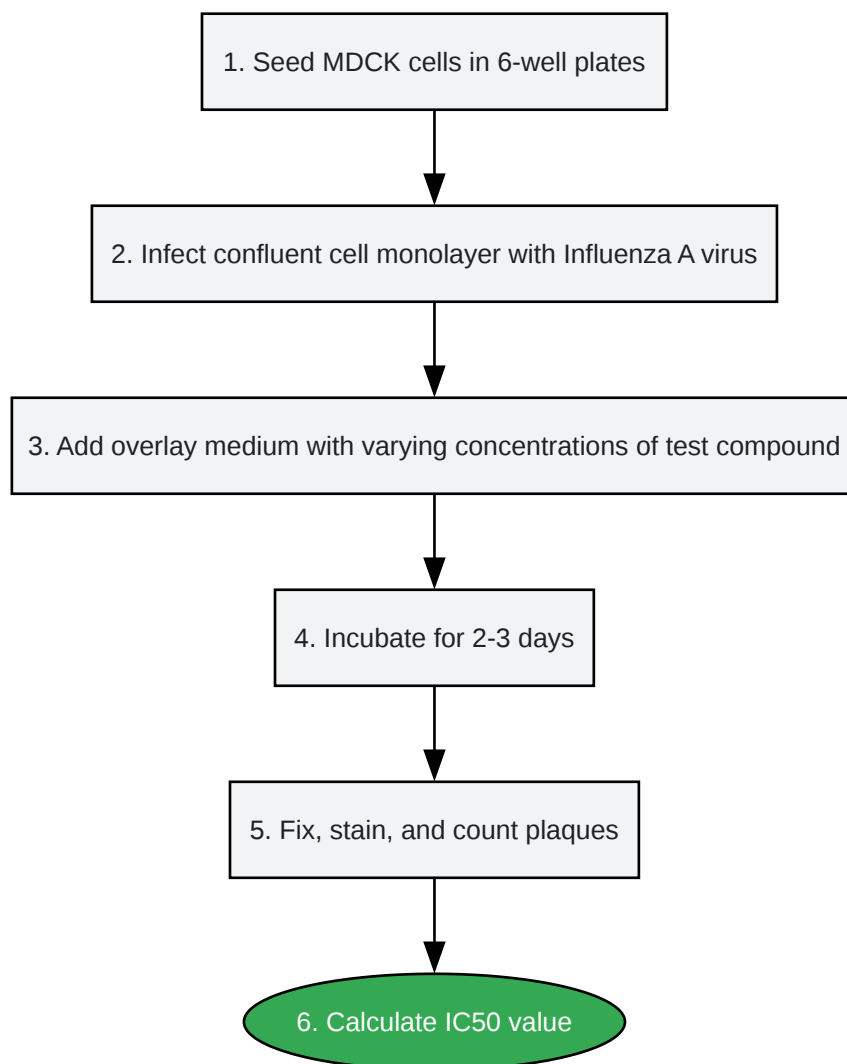 1. Seed MDCK cells in 6-well plates
2. Infect confluent cell monolayer with Influenza A virus
3. Add overlay medium with varying concentrations of test compound
4. Incubate for 2-3 days
5. Fix, stain, and count plaques
6. Calculate IC50 value